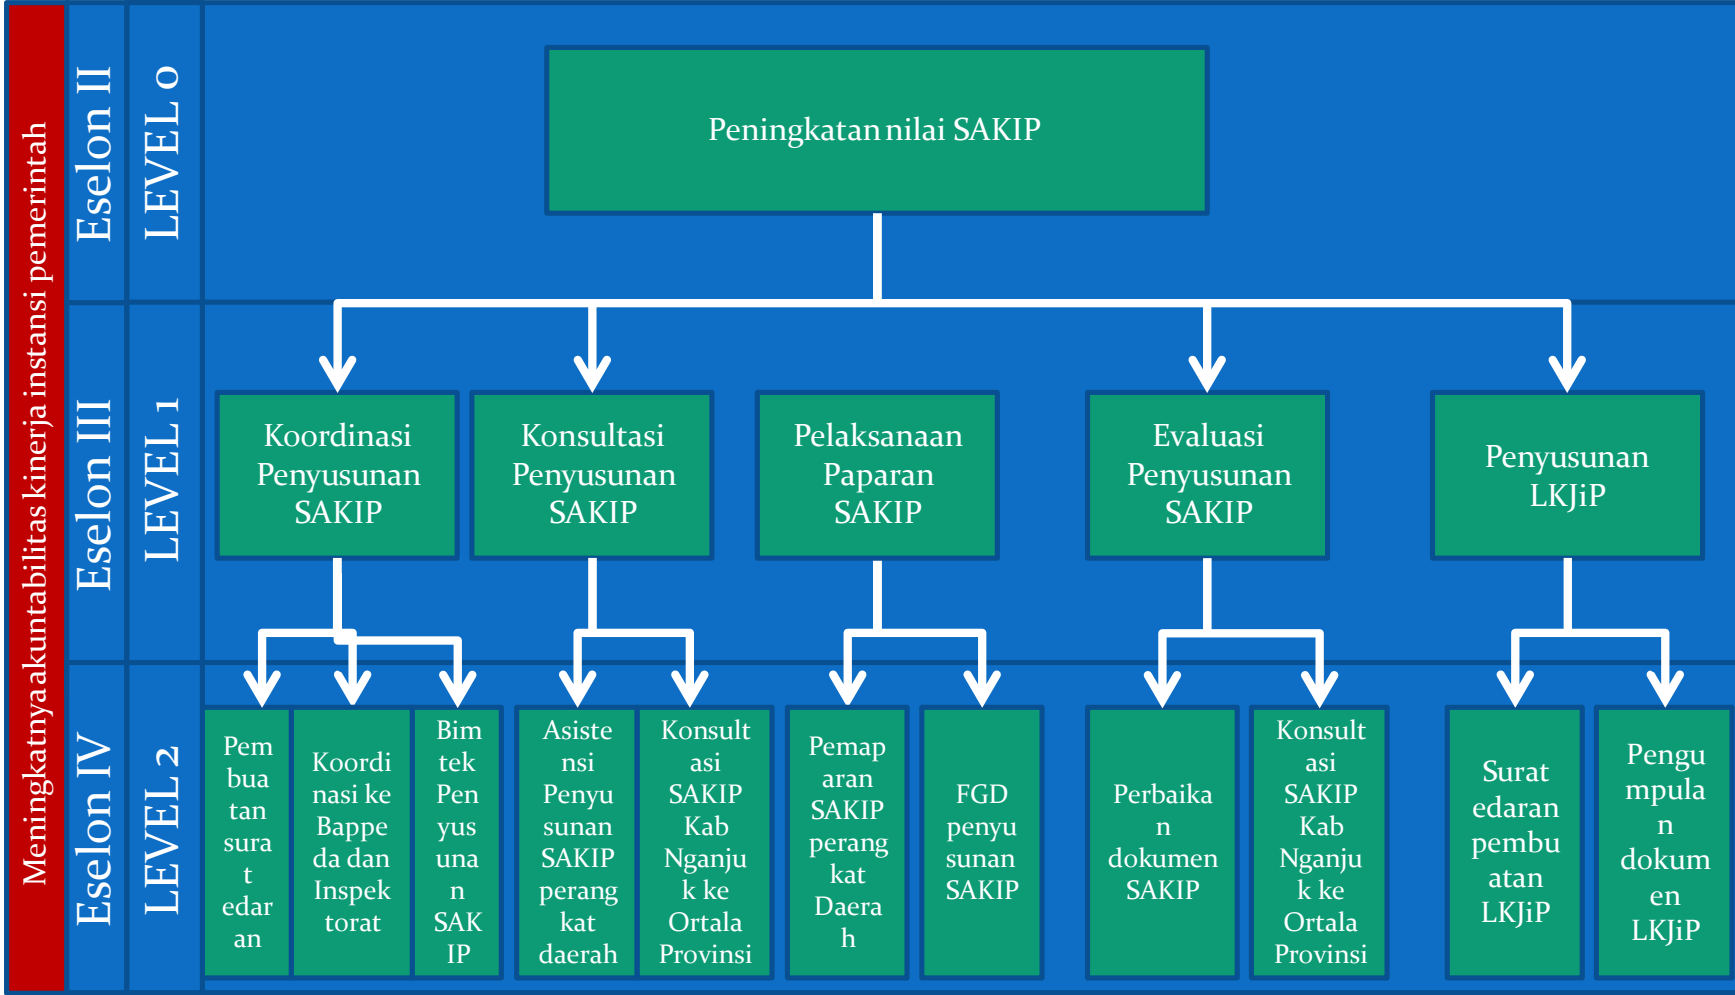 Meningkatnya akuntabilitas kinerja instansi pemerintah
Eselon II
LEVEL 0
Peningkatan nilai SAKIP
Eselon III
LEVEL 1
Koordinasi
Penyusunan
SAKIP
Konsultasi
Penyusunan
SAKIP
Pelaksanaan
Paparan
SAKIP
Evaluasi
Penyusunan
SAKIP
Penyusunan
LKJiP
Eselon IV
LEVEL 2
Pem
bua
tan
sura
t
edar
an
Koordi
nasi ke
Bappe
da dan
Inspek
torat
Bim
tek
Pen
yus
una
n
SAK
IP
Asiste
nsi
Penyu
sunan
SAKIP
perang
kat
daerah
Konsult
asi
SAKIP
Kab
Nganju
k ke
Ortala
Provinsi
Pemap
aran
SAKIP
perang
kat
Daera
h
FGD
penyu
sunan
SAKIP
Perbaika
n
dokumen
SAKIP
Konsult
asi
SAKIP
Kab
Nganju
k ke
Ortala
Provinsi
Surat
edaran
pembu
atan
LKJiP
Pengu
mpula
n
dokum
en
LKJiP